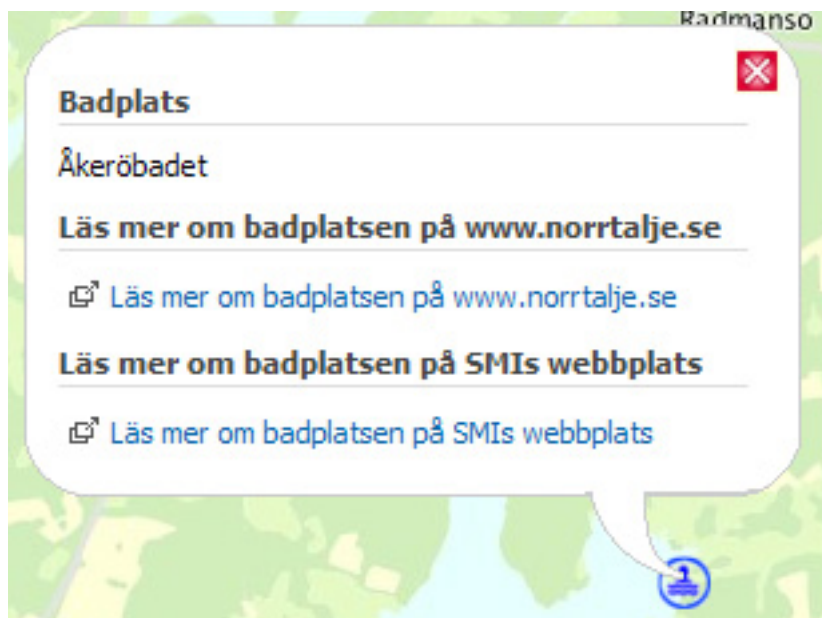 Radmanso
Badplats
Åkeröbadet
Läs mer om badplatsen på www.norrtalje.se
Läs mer om badplatsen på www.norrtalje.se
Läs mer om badplatsen på SMIs webbplats
Läs mer om badplatsen på SMIs webbplats